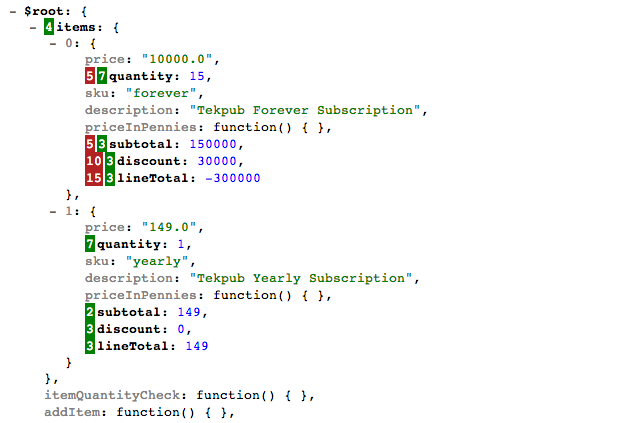 − $root: {
− 4 items: {
− 0: {
price: "10000.0",
5 7 quantity: 15,
sku: "forever",
description: "Tekpub Forever Subscription",
priceInPennies: function() { },
5 3 subtotal: 150000,
10 3 discount: 30000,
15 3 lineTotal: -300000
},
− 1: {
price: "149.0",
7 quantity: 1,
sku: "yearly",
description: "Tekpub Yearly Subscription",
priceInPennies: function() { },
2 subtotal: 149,
3 discount: 0,
3 lineTotal: 149
}
},
itemQuantityCheck: function() { },
addItem: function() { },